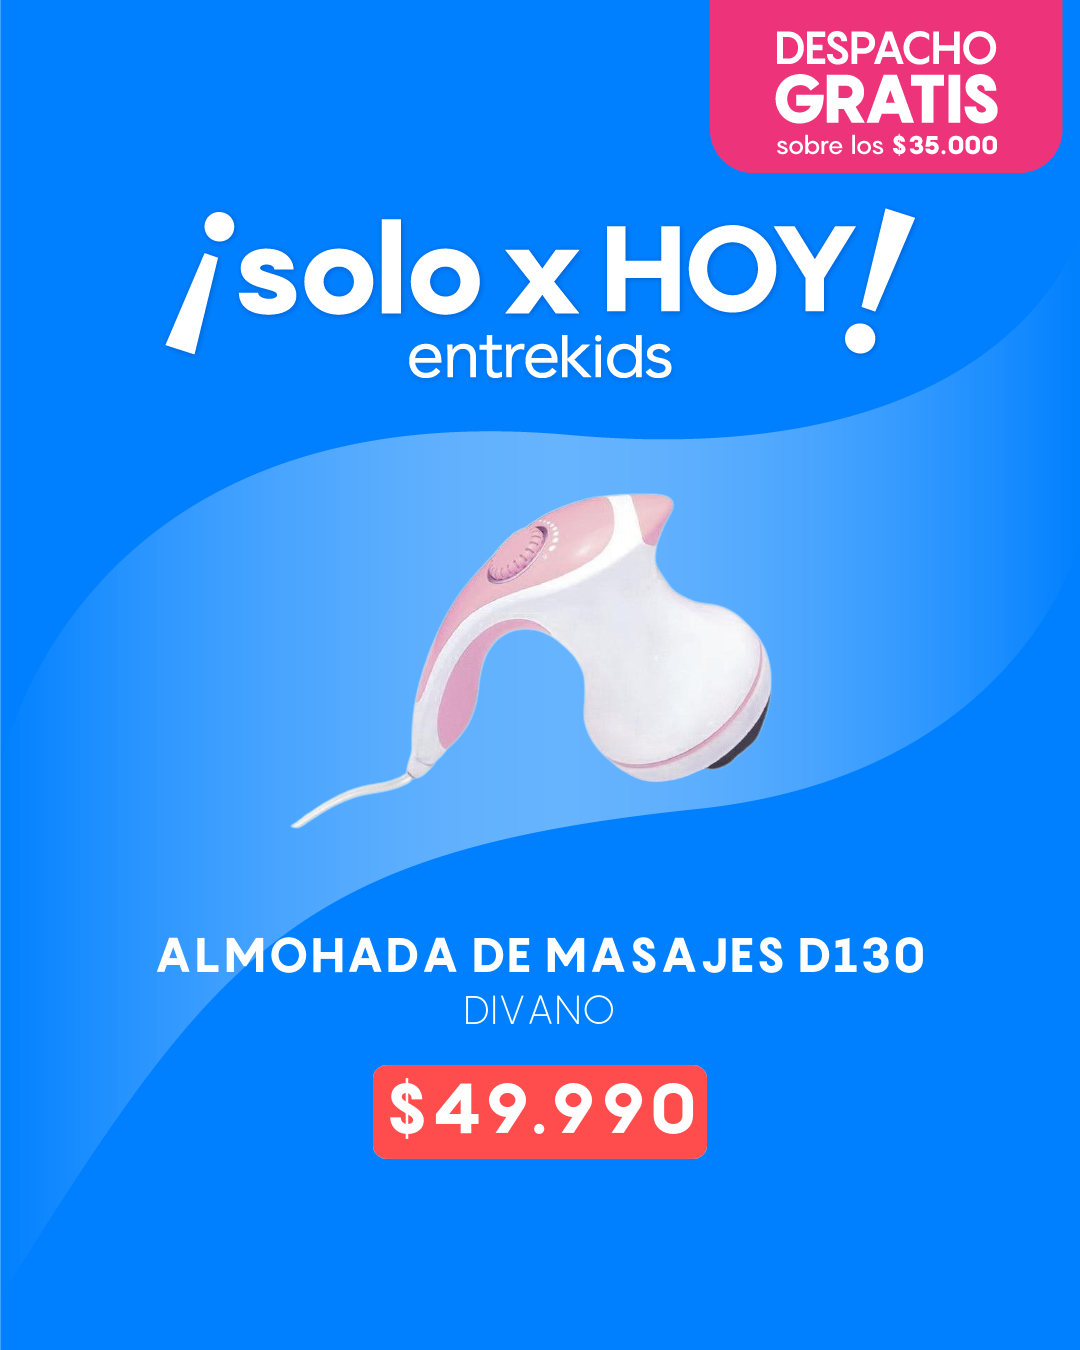 DESPACHO
GRATIS
sobre los $35.000
¡solo x HOY!
entrekids
ALMOHADA DE MASAJES D130
DIVANO
$49.990